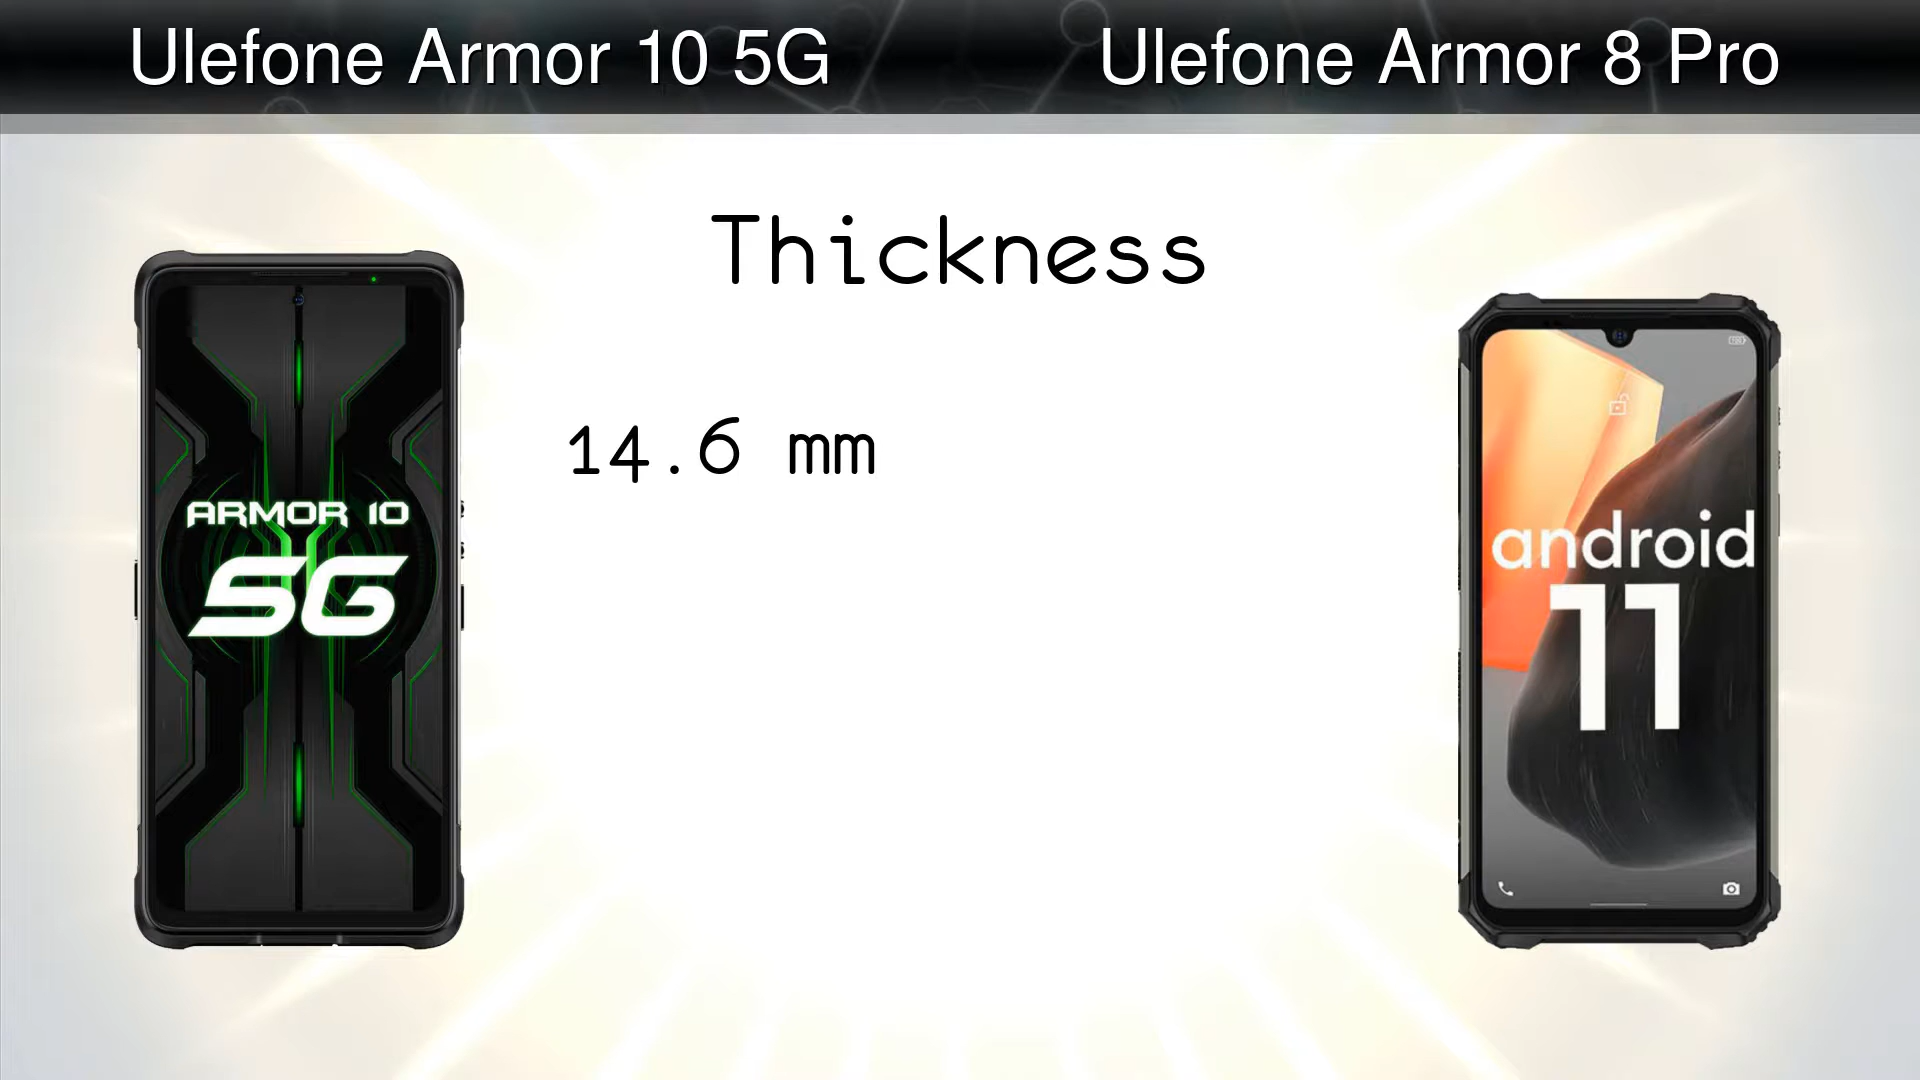 Ulefone Armor 10 5G
Ulefone Armor 8 Pro
Thickness
14.6 mm
ARMOR 10
5G
android
11